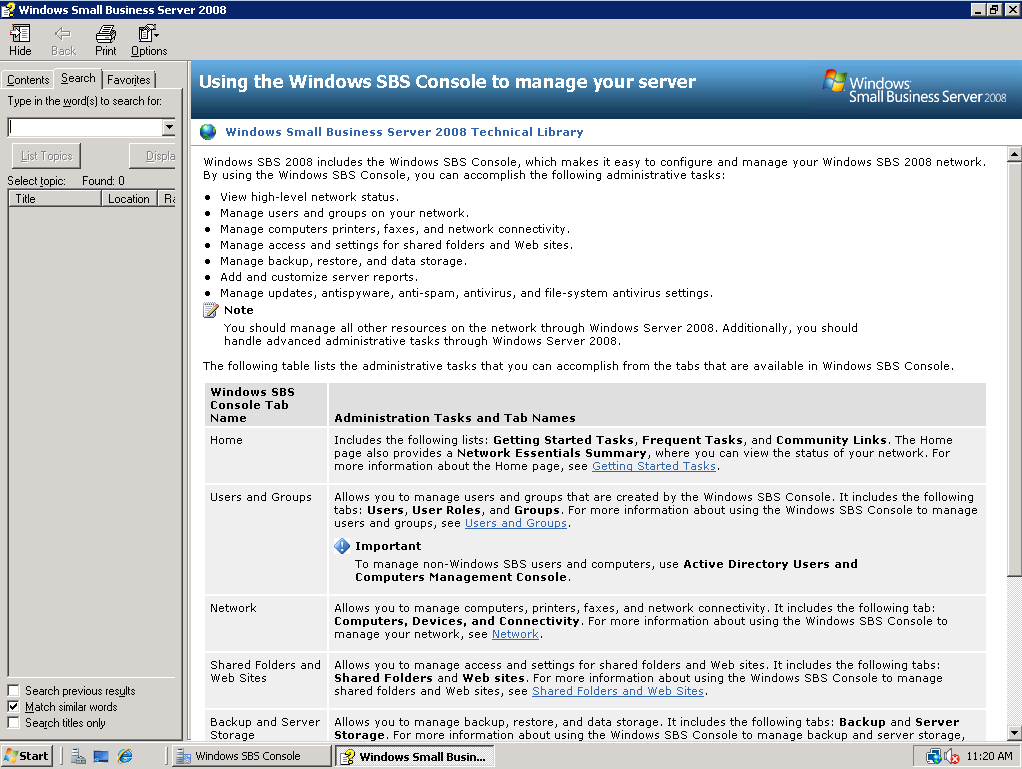 Windows Small Business Server 2008
Hide Back Print Options
Contents Search Favorites
Type in the word(s) to search for:
List Topics Displa
Select topic: Found: 0
Title Location Ra
Search previous results
Match similar words
Search titles only
Using the Windows SBS Console to manage your server
Windows
Small Business Server 2008
Windows Small Business Server 2008 Technical Library
Windows SBS 2008 includes the Windows SBS Console, which makes it easy to configure and manage your Windows SBS 2008 network.
By using the Windows SBS Console, you can accomplish the following administrative tasks:
• View high-level network status.
• Manage users and groups on your network.
• Manage computers printers, faxes, and network connectivity.
• Manage access and settings for shared folders and Web sites.
• Manage backup, restore, and data storage.
• Add and customize server reports.
• Manage updates, antispyware, anti-spam, antivirus, and file-system antivirus settings.
Note
You should manage all other resources on the network through Windows Server 2008. Additionally, you should
handle advanced administrative tasks through Windows Server 2008.
The following table lists the administrative tasks that you can accomplish from the tabs that are available in Windows SBS Console.
Windows SBS
Console Tab
Name
Administration Tasks and Tab Names
Home
Includes the following lists: Getting Started Tasks, Frequent Tasks, and Community Links. The Home
page also provides a Network Essentials Summary, where you can view the status of your network. For
more information about the Home page, see Getting Started Tasks.
Users and Groups
Allows you to manage users and groups that are created by the Windows SBS Console. It includes the following
tabs: Users, User Roles, and Groups. For more information about using the Windows SBS Console to manage
users and groups, see Users and Groups.
Important
To manage non-Windows SBS users and computers, use Active Directory Users and
Computers Management Console.
Network
Allows you to manage computers, printers, faxes, and network connectivity. It includes the following tab:
Computers, Devices, and Connectivity. For more information about using the Windows SBS Console to
manage your network, see Network.
Shared Folders and
Web Sites
Allows you to manage access and settings for shared folders and Web sites. It includes the following tabs:
Shared Folders and Web sites. For more information about using the Windows SBS Console to manage
shared folders and Web sites, see Shared Folders and Web Sites.
Backup and Server
Storage
Allows you to manage backup, restore, and data storage. It includes the following tabs: Backup and Server
Storage. For more information about using the Windows SBS Console to manage backup and server storage,
Start Windows SBS Console Windows Small Busin... 11:20 AM